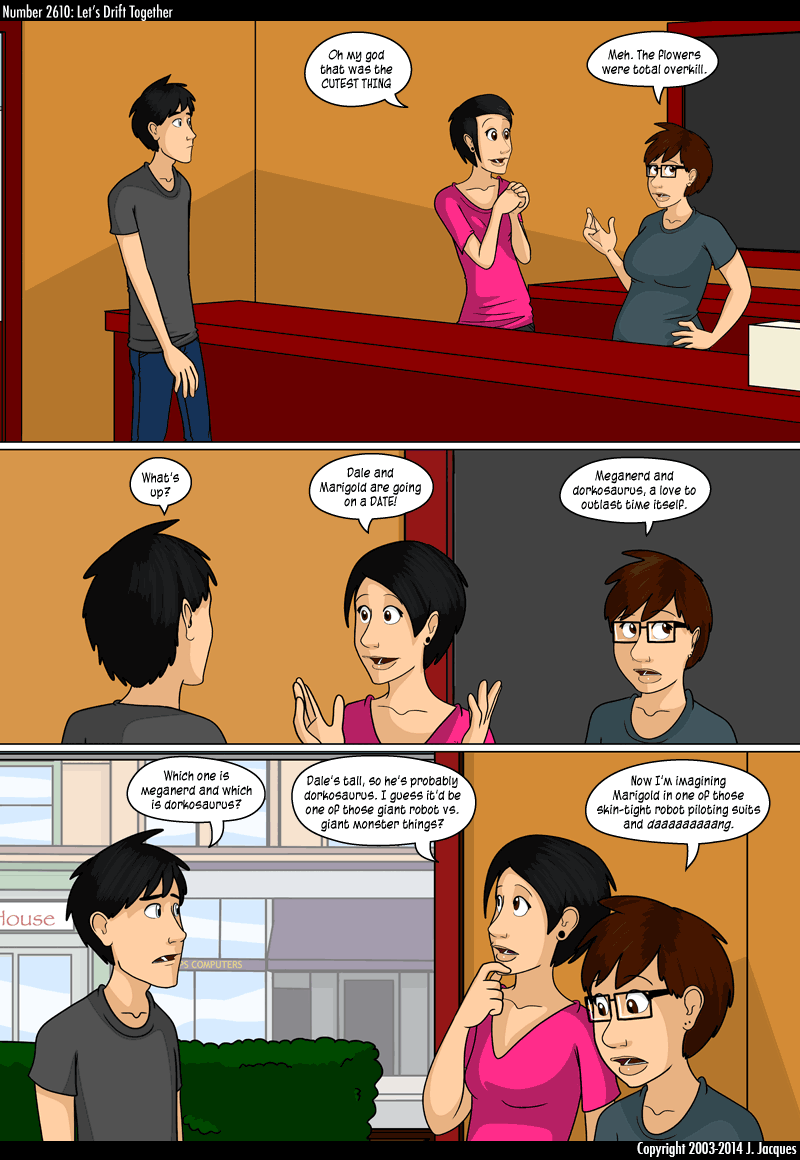 Number 2610: Let's Drift Together
Oh my god
that was the
CUTEST THING
Meh. The flowers
were total overkill.
What's
up?
Dale and
Marigold are going
on a DATE!
Meganerd and
dorkosaurus, a love to
outlast time itself.
Which one is
meganerd and which
is dorkosaurus?
Dale's tall, so he's probably
dorkosaurus. I guess it'd be
one of those giant robot vs.
giant monster things?
Now I'm imagining
Marigold in one of those
skin-tight robot piloting suits
and daaaaaaaaang.
House
PS COMPUTERS
Copyright 2003-2014 J. Jacques